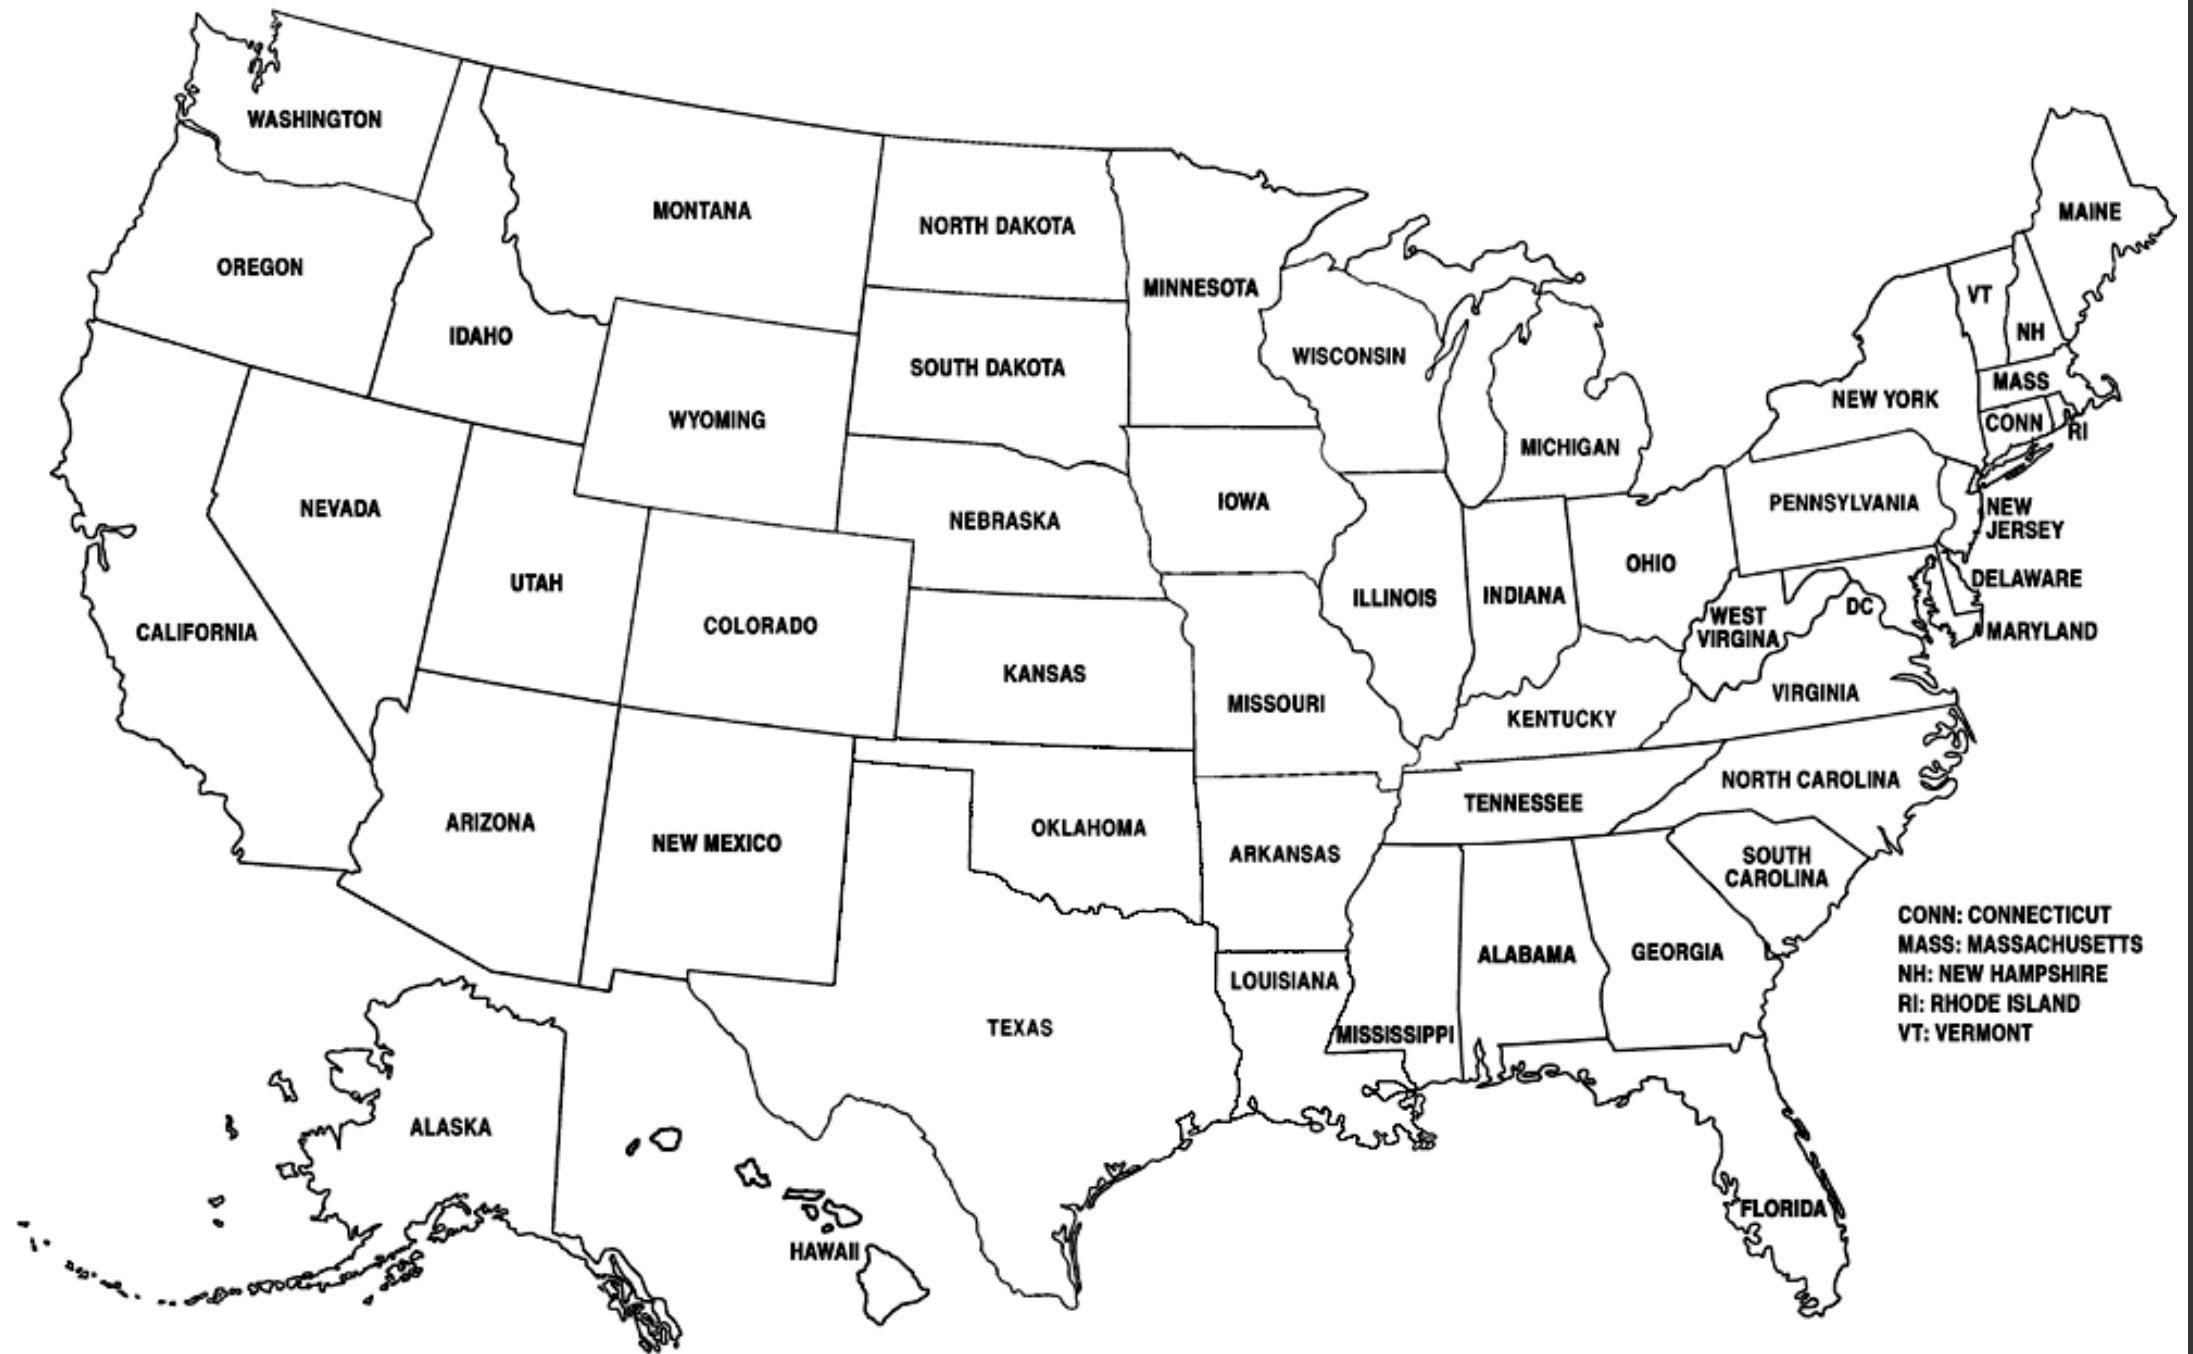 WASHINGTON
MONTANA
NORTH DAKOTA
MINNESOTA
MAINE
OREGON
IDAHO
WYOMING
SOUTH DAKOTA
WISCONSIN
MICHIGAN
NEW YORK
VT
NH
MASS
CONN
RI
NEVADA
UTAH
COLORADO
NEBRASKA
IOWA
ILLINOIS
INDIANA
OHIO
PENNSYLVANIA
NEW
JERSEY
DELAWARE
MARYLAND
DC
WEST
VIRGINA
VIRGINIA
CALIFORNIA
KANSAS
MISSOURI
KENTUCKY
ARIZONA
NEW MEXICO
OKLAHOMA
ARKANSAS
TENNESSEE
NORTH CAROLINA
SOUTH
CAROLINA
TEXAS
LOUISIANA
MISSISSIPPI
ALABAMA
GEORGIA
FLORIDA
ALASKA
HAWAII
CONN: CONNECTICUT
MASS: MASSACHUSETTS
NH: NEW HAMPSHIRE
RI: RHODE ISLAND
VT: VERMONT